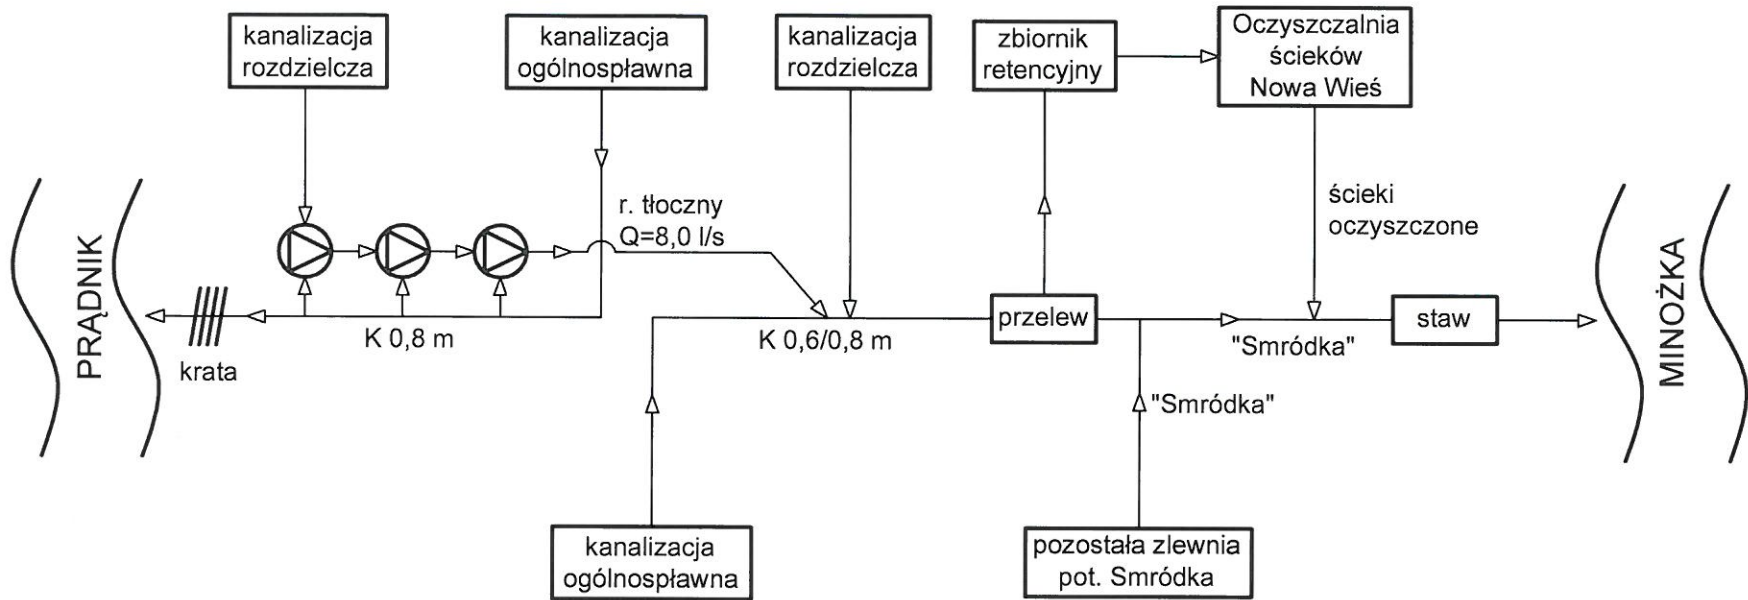 kanalizacja
rozdzielcza
kanalizacja
ogólnospławna
kanalizacja
rozdzielcza
zbiornik
retencyjny
Oczyszczalnia
ścieków
Nowa Wieś
r. tłoczny
Q=8,0 l/s
ścieki
oczyszczone
PRĄDNIK
krata
K 0,8 m
K 0,6/0,8 m
przelew
"Smródka"
staw
MINOŻKA
"Smródka"
kanalizacja
ogólnospławna
pozostała zlewnia
pot. Smródka